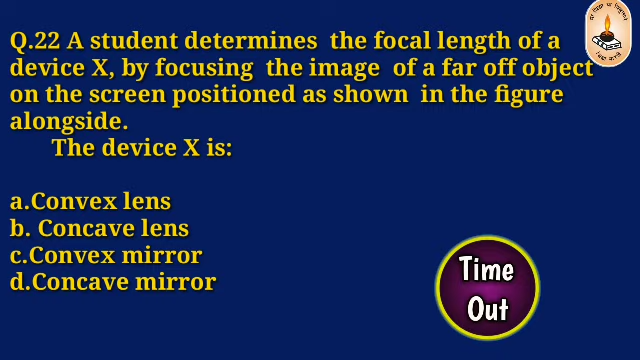 Q.22 A student determines the focal length of a
device X, by focusing the image of a far off object
on the screen positioned as shown in the figure
alongside.
The device X is:
a.Convex lens
b. Concave lens
c.Convex mirror
d.Concave mirror
Time
Out